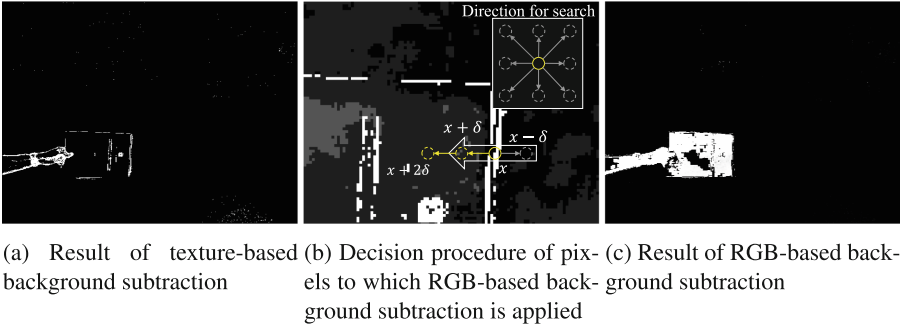 Direction for search
x + δ
x − δ
x
x + 2δ
(a) Result of texture-based
background subtraction
(b) Decision procedure of pix-
els to which RGB-based back-
ground subtraction is applied
(c) Result of RGB-based back-
ground subtraction